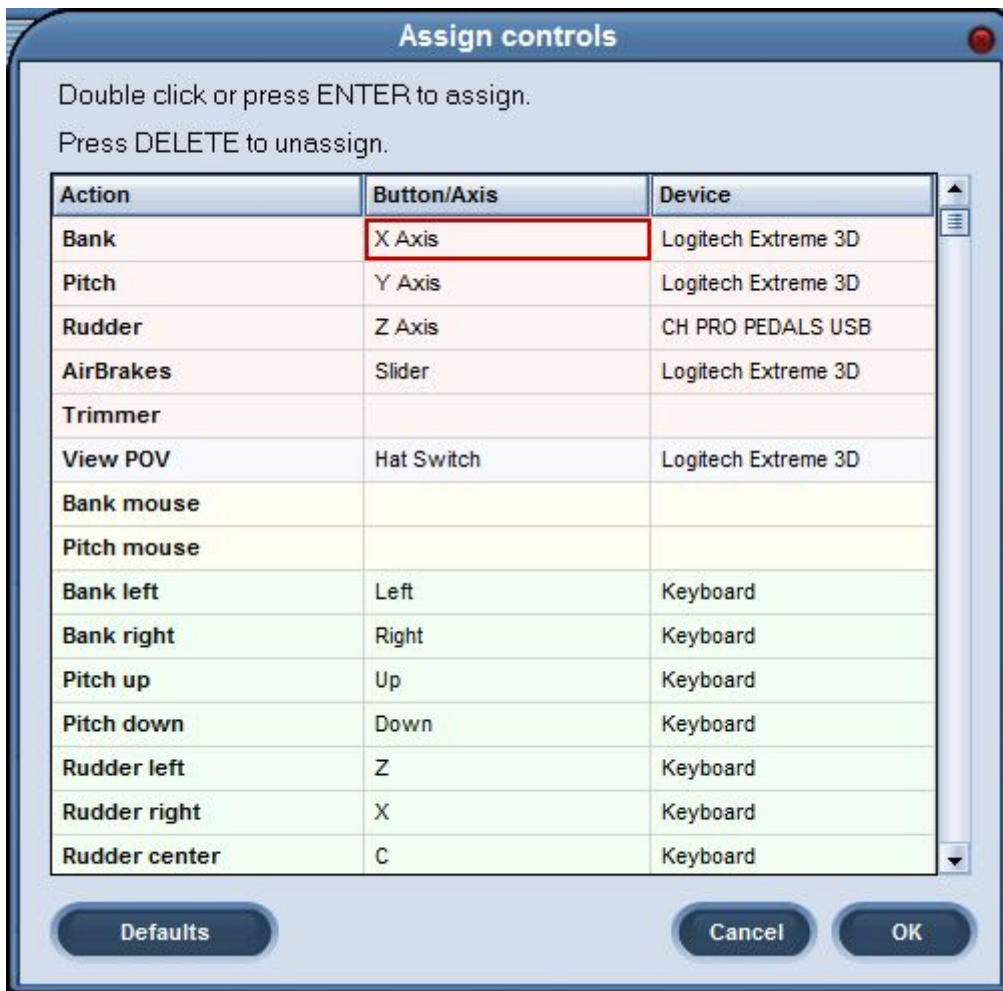 Assign controls
Double click or press ENTER to assign.
Press DELETE to unassign.
Action Button/Axis Device
Bank X Axis Logitech Extreme 3D
Pitch Y Axis Logitech Extreme 3D
Rudder Z Axis CH PRO PEDALS USB
AirBrakes Slider Logitech Extreme 3D
Trimmer
View POV Hat Switch Logitech Extreme 3D
Bank mouse
Pitch mouse
Bank left Left Keyboard
Bank right Right Keyboard
Pitch up Up Keyboard
Pitch down Down Keyboard
Rudder left Z Keyboard
Rudder right X Keyboard
Rudder center C Keyboard
Defaults Cancel OK